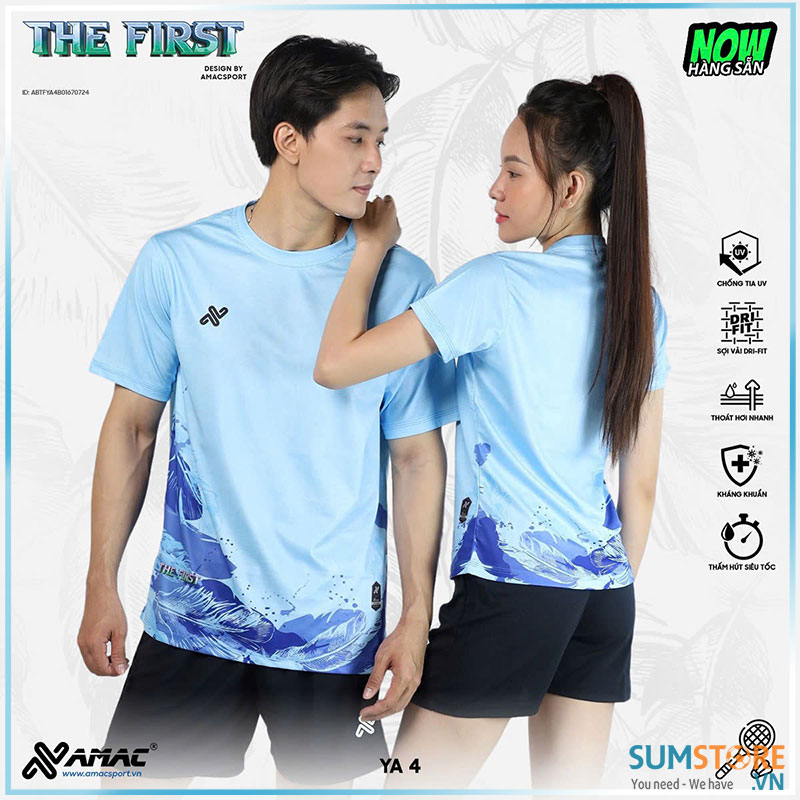 THE FIRST
DESIGN BY
AMACSPORT
ID: ABTFYA4B01670724
NOW
HÀNG SẴN
UV
CHỐNG TIA UV
DRI
FIT
SỢI VẢI DRI-FIT
THOÁT HƠI NHANH
KHÁNG KHUẨN
THẤM HÚT SIÊU TỐC
THE FIRST
AMAC®
www.amacsport.vn
YA 4
SUMSTORE
.VN
You need - We have